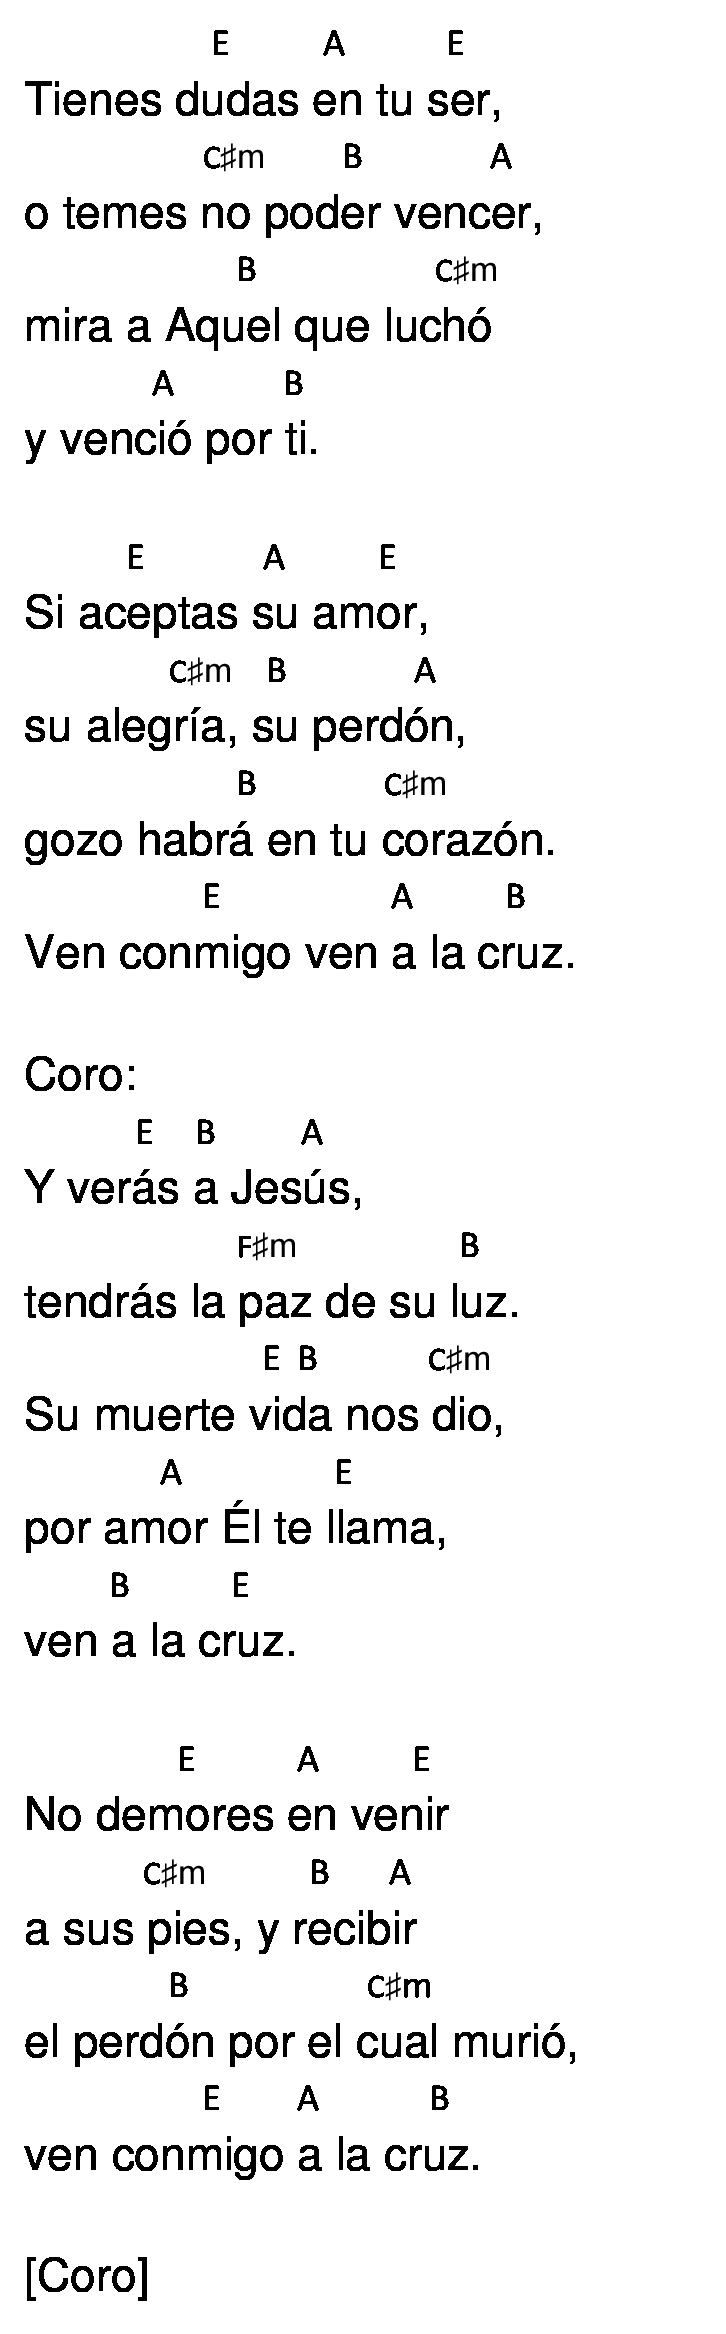 E A E
Tienes dudas en tu ser,
C♯m B A
o temes no poder vencer,
B C♯m
mira a Aquel que luchó
A B
y venció por ti.
E A E
Si aceptas su amor,
C♯m B A
su alegría, su perdón,
B C♯m
gozo habrá en tu corazón.
E A B
Ven conmigo ven a la cruz.
Coro:
E B A
Y verás a Jesús,
F♯m B
tendrás la paz de su luz.
E B C♯m
Su muerte vida nos dio,
A E
por amor Él te llama,
B E
ven a la cruz.
E A E
No demores en venir
C♯m B A
a sus pies, y recibir
B C♯m
el perdón por el cual murió,
E A B
ven conmigo a la cruz.
[Coro]